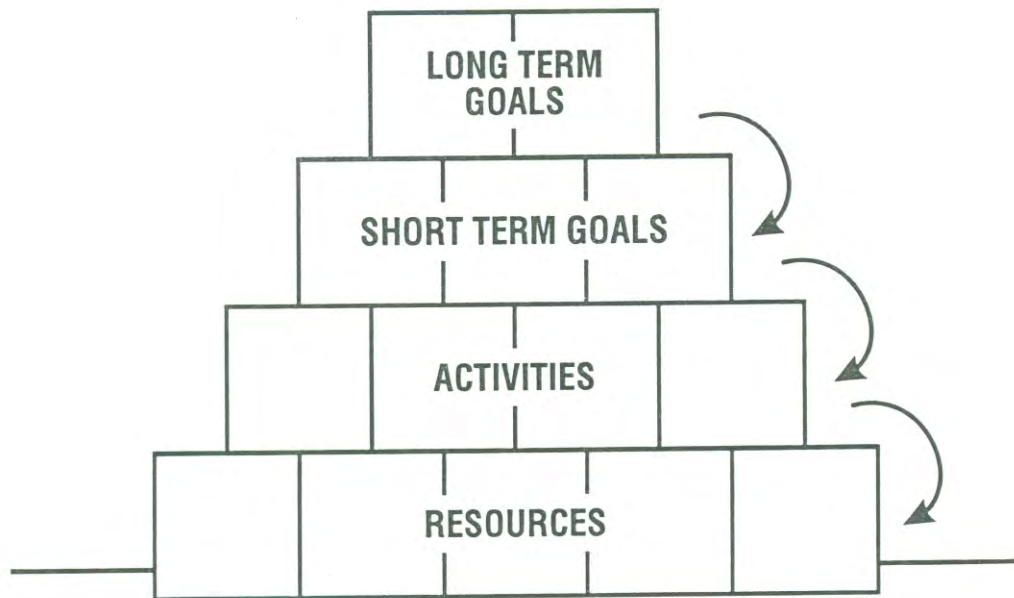 LONG TERM
GOALS
SHORT TERM GOALS
ACTIVITIES
RESOURCES